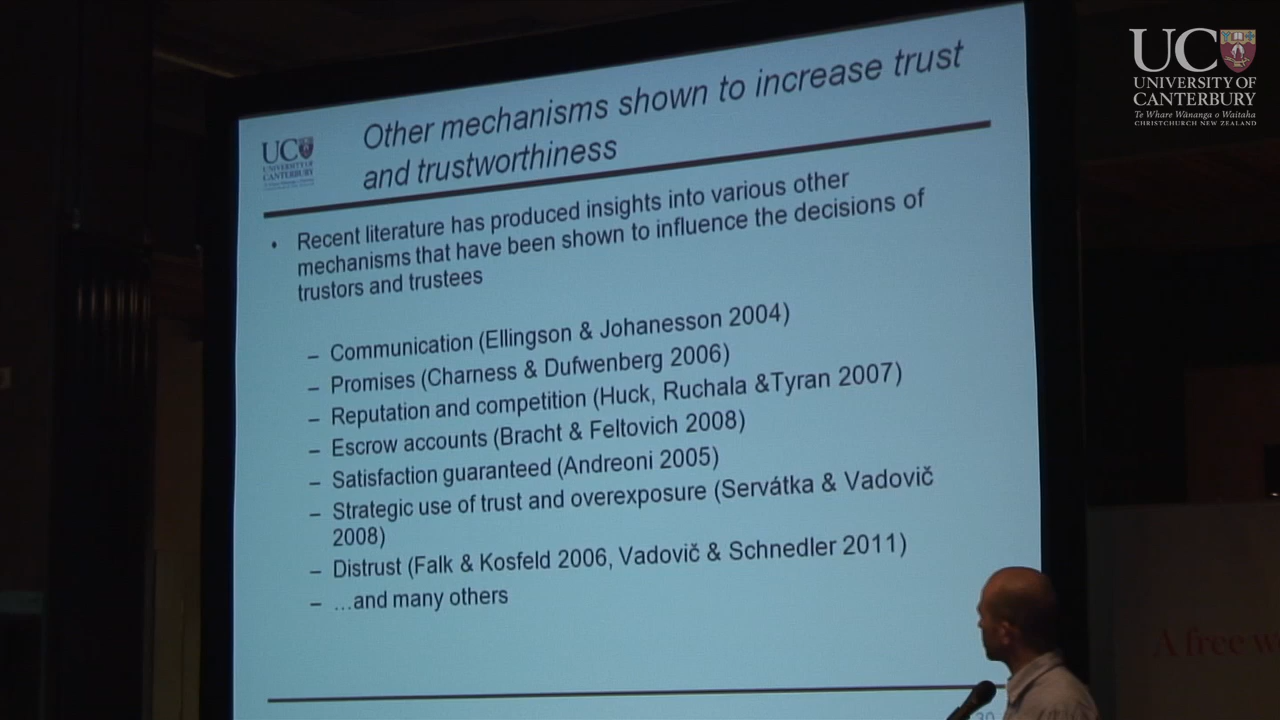 UC
UNIVERSITY OF
CANTERBURY
Te Whare Wānanga o Waitaha
CHRISTCHURCH NEW ZEALAND
UC
UNIVERSITY OF
CANTERBURY
Other mechanisms shown to increase trust
and trustworthiness
• Recent literature has produced insights into various other
mechanisms that have been shown to influence the decisions of
trustors and trustees
– Communication (Ellingson & Johanesson 2004)
– Promises (Charness & Dufwenberg 2006)
– Reputation and competition (Huck, Ruchala &Tyran 2007)
– Escrow accounts (Bracht & Feltovich 2008)
– Satisfaction guaranteed (Andreoni 2005)
– Strategic use of trust and overexposure (Servátka & Vadovič
2008)
– Distrust (Falk & Kosfeld 2006, Vadovič & Schnedler 2011)
– …and many others
A free